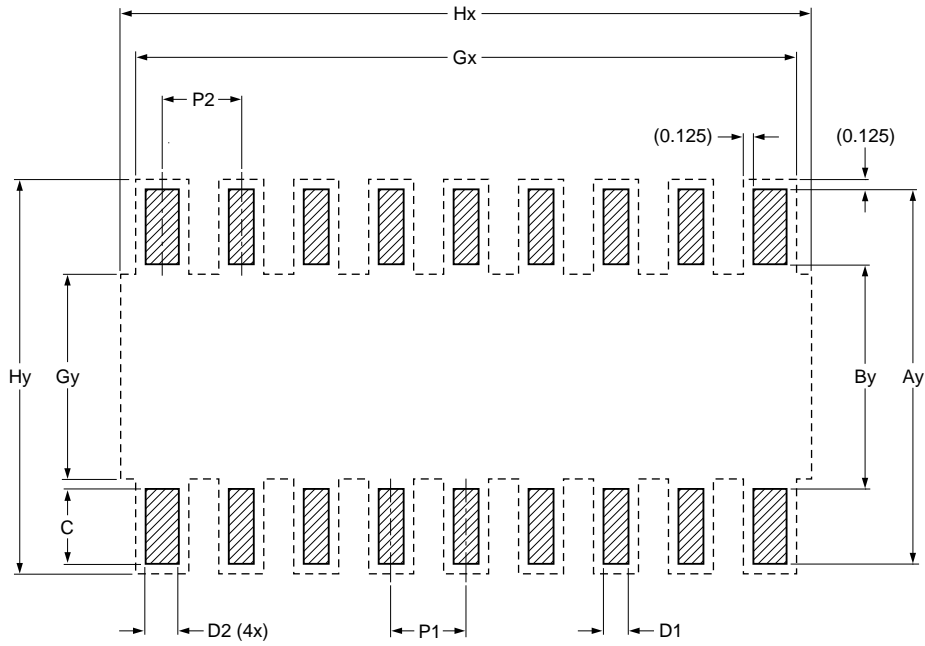 Hx
Gx
P2
(0.125)
(0.125)
Hy
Gy
By
Ay
C
D2 (4x)
P1
D1